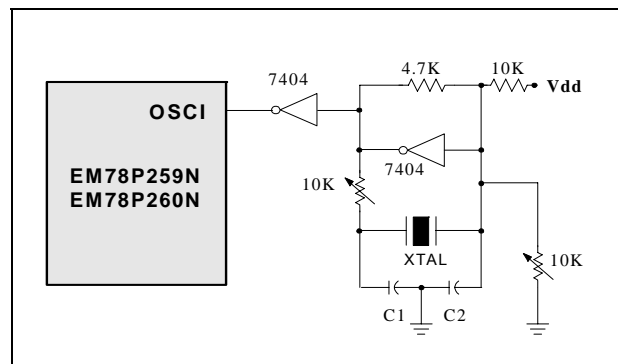 4.7K
10K
Vdd
7404
OSCI
7404
EM78P259N
EM78P260N
10K
XTAL
10K
C1
C2